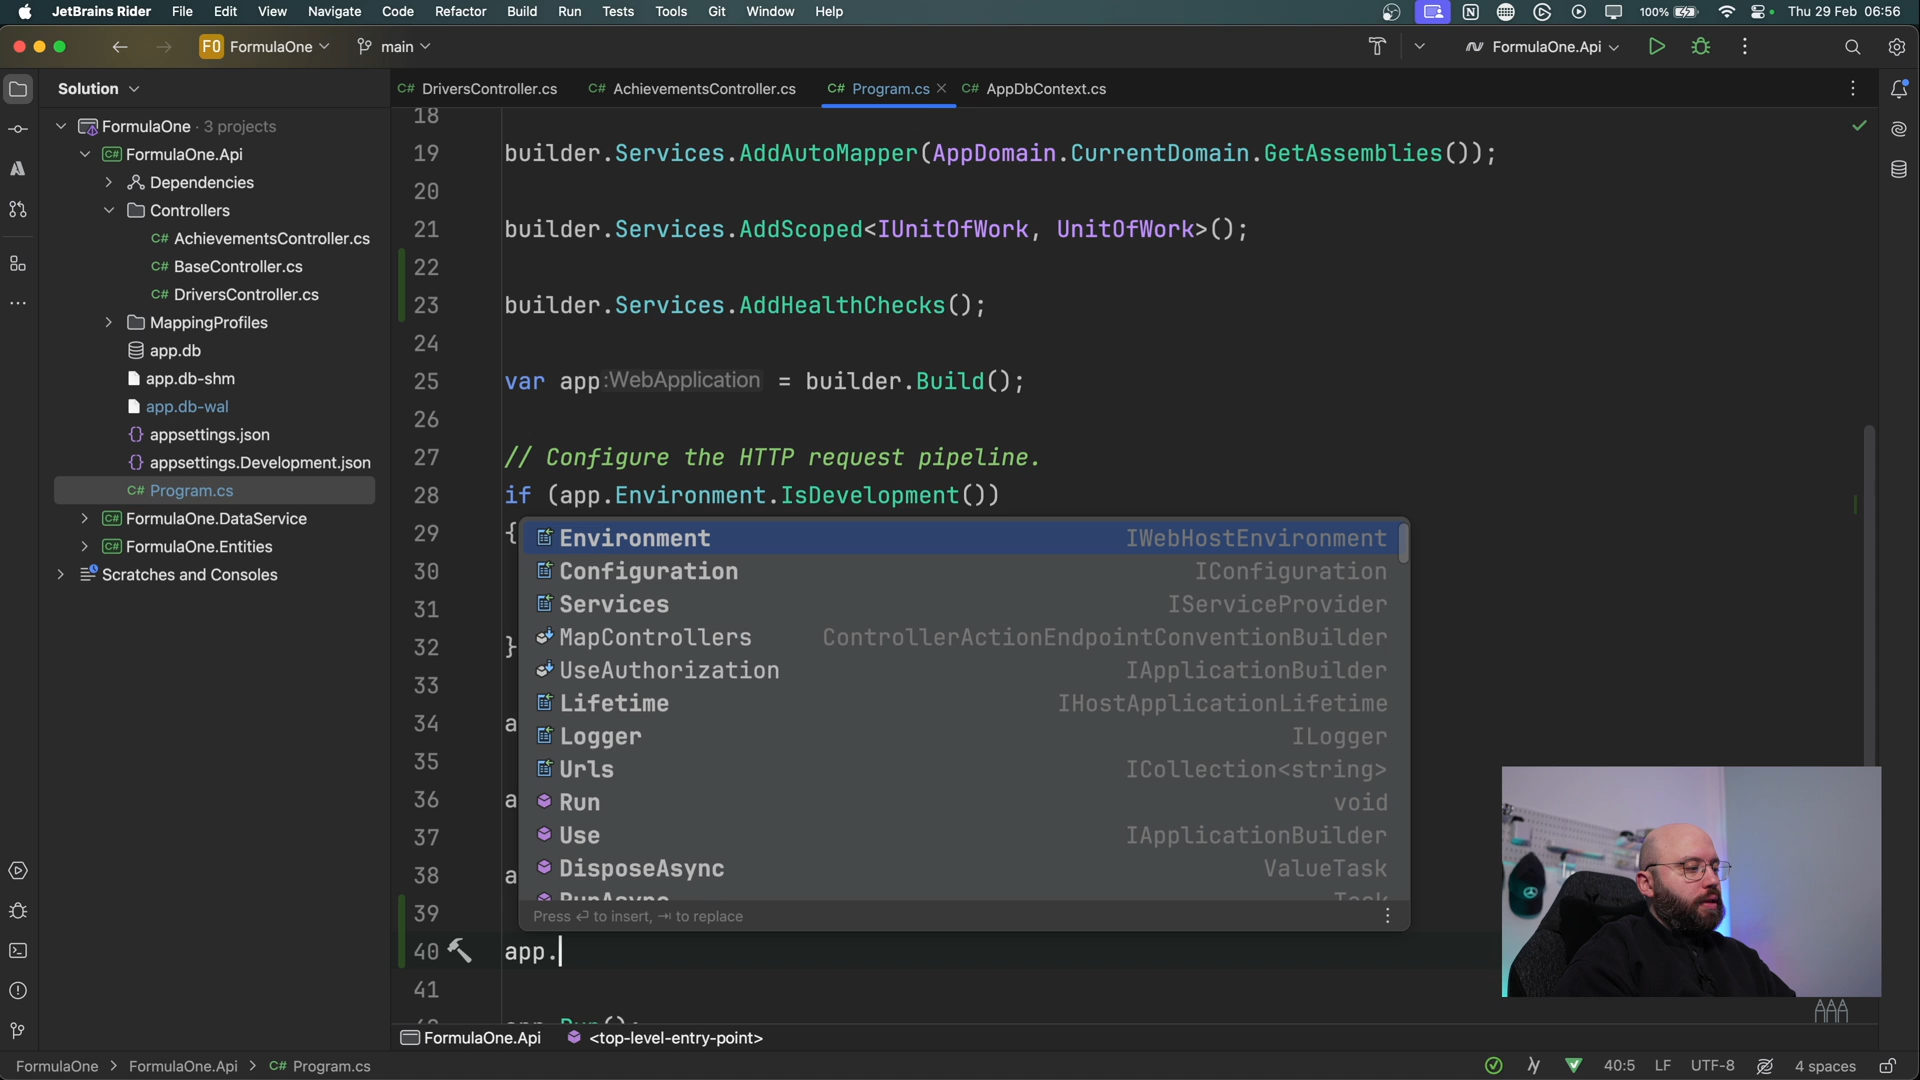 JetBrains Rider File Edit View Navigate Code Refactor Build Run Tests Tools Git Window Help 100% Thu 29 Feb 06:56
FO FormulaOne main FormulaOne.Api
Solution
C# DriversController.cs C# AchievementsController.cs C# Program.cs C# AppDbContext.cs
FormulaOne · 3 projects
C# FormulaOne.Api
Dependencies
Controllers
C# AchievementsController.cs
C# BaseController.cs
C# DriversController.cs
MappingProfiles
app.db
app.db-shm
app.db-wal
{} appsettings.json
{} appsettings.Development.json
C# Program.cs
C# FormulaOne.DataService
C# FormulaOne.Entities
Scratches and Consoles
18
19 builder.Services.AddAutoMapper(AppDomain.CurrentDomain.GetAssemblies());
20
21 builder.Services.AddScoped<IUnitOfWork, UnitOfWork>();
22
23 builder.Services.AddHealthChecks();
24
25 var app :WebApplication = builder.Build();
26
27 // Configure the HTTP request pipeline.
28 if (app.Environment.IsDevelopment())
29 {
30
31
32 }
33
34 a
35
36 a
37
38 a
39
40 app.
41
Environment IWebHostEnvironment
Configuration IConfiguration
Services IServiceProvider
MapControllers ControllerActionEndpointConventionBuilder
UseAuthorization IApplicationBuilder
Lifetime IHostApplicationLifetime
Logger ILogger
Urls ICollection<string>
Run void
Use IApplicationBuilder
DisposeAsync ValueTask
RunAsync Task
Press ⏎ to insert, ⇥ to replace
app.Run();
FormulaOne.Api <top-level-entry-point>
FormulaOne > FormulaOne.Api > C# Program.cs 40:5 LF UTF-8 4 spaces